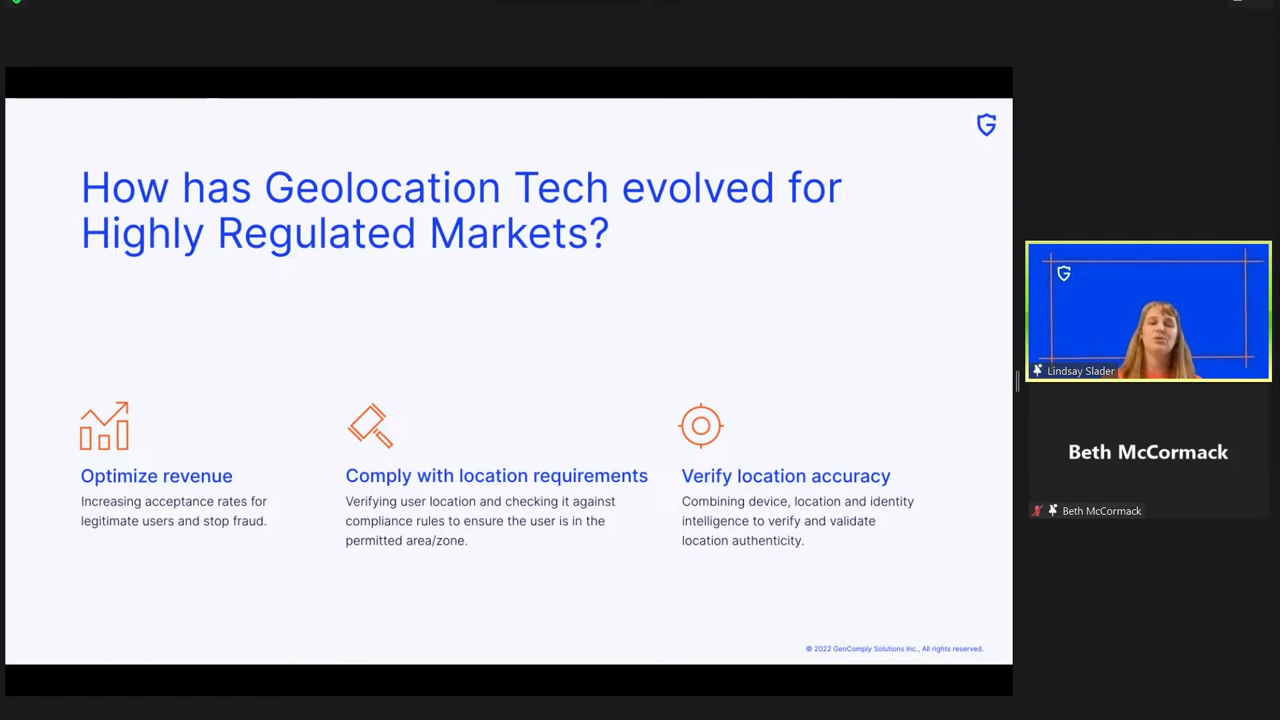 How has Geolocation Tech evolved for
Highly Regulated Markets?
Optimize revenue
Increasing acceptance rates for
legitimate users and stop fraud.
Comply with location requirements
Verifying user location and checking it against
compliance rules to ensure the user is in the
permitted area/zone.
Verify location accuracy
Combining device, location and identity
intelligence to verify and validate
location authenticity.
© 2022 GeoComply Solutions Inc., All rights reserved.
Lindsay Slader
Beth McCormack
Beth McCormack